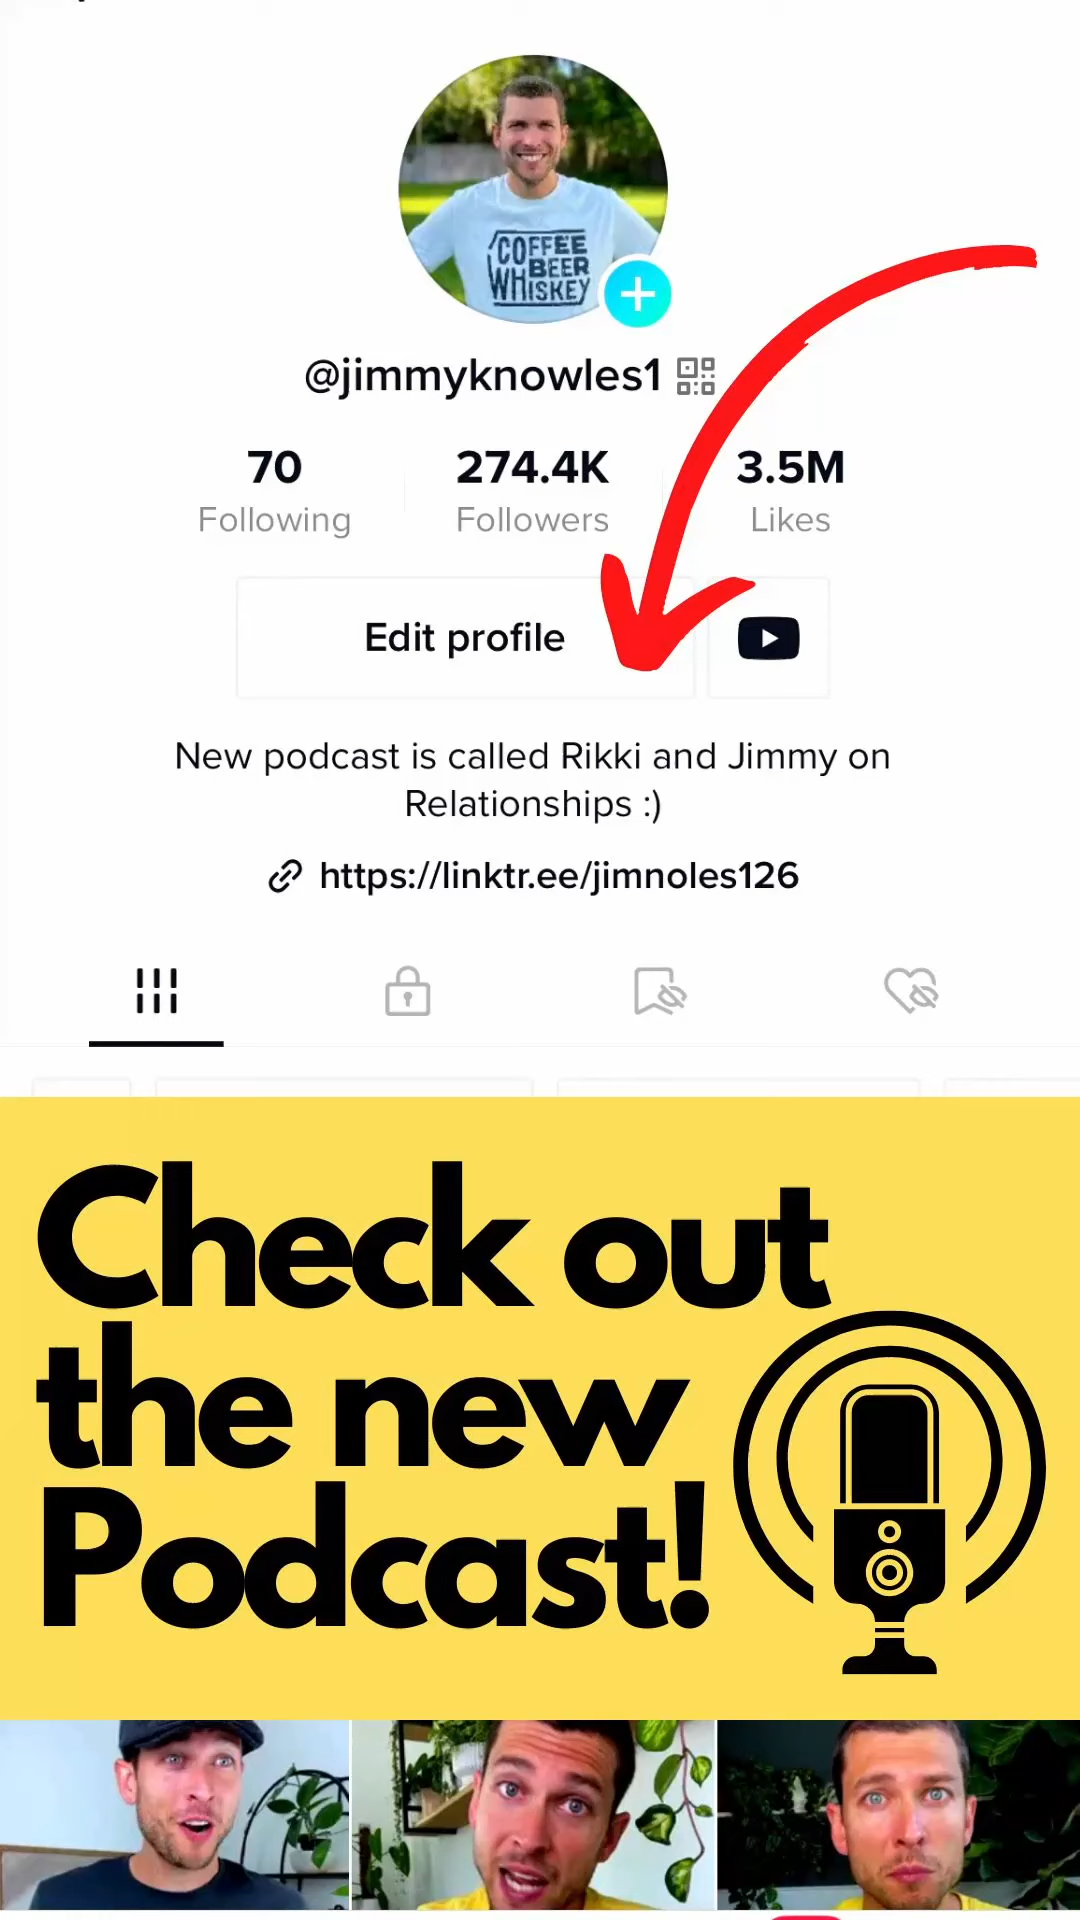 COFFEE
BEER
WHISKEY
@jimmyknowles1
70
Following
274.4K
Followers
3.5M
Likes
Edit profile
New podcast is called Rikki and Jimmy on
Relationships :)
https://linktr.ee/jimnoles126
Check out
the new
Podcast!